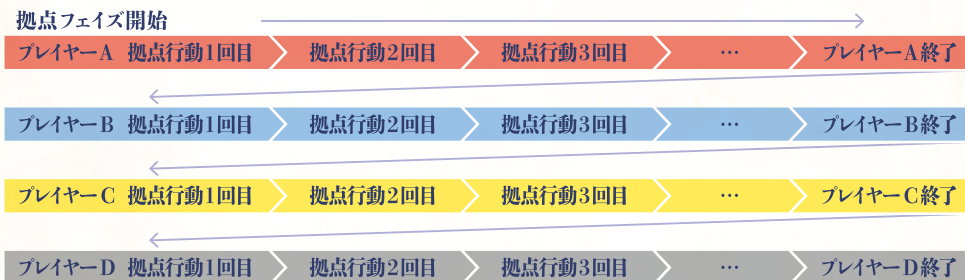 拠点フェイズ開始
プレイヤーA 拠点行動1回目 拠点行動2回目 拠点行動3回目 … プレイヤーA終了
プレイヤーB 拠点行動1回目 拠点行動2回目 拠点行動3回目 … プレイヤーB終了
プレイヤーC 拠点行動1回目 拠点行動2回目 拠点行動3回目 … プレイヤーC終了
プレイヤーD 拠点行動1回目 拠点行動2回目 拠点行動3回目 … プレイヤーD終了